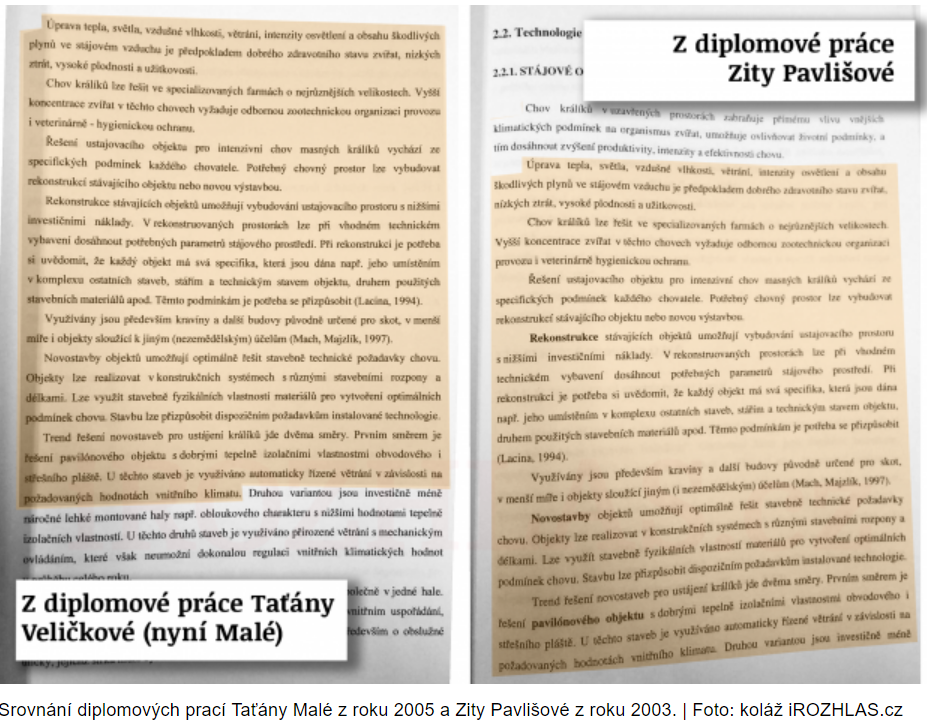 Úprava tepla, světla, vzdušné vlhkosti, větrání, intenzity osvětlení a obsahu škodlivých
plynů ve stájovém vzduchu je předpokladem dobrého zdravotního stavu zvířat, nízkých
ztrát, vysoké plodnosti a užitkovosti.
Chov králíků lze řešit ve specializovaných farmách o nejrůznějších velikostech. Vyšší
koncentrace zvířat v těchto chovech vyžaduje odbornou zootechnickou organizaci provozu
i veterinárně - hygienickou ochranu.
Řešení ustajovacího objektu pro intenzivní chov masných králíků vychází ze
specifických podmínek každého chovatele. Potřebný chovný prostor lze vybudovat
rekonstrukcí stávajícího objektu nebo novou výstavbou.
Rekonstrukce stávajících objektů umožňují vybudování ustajovacího prostoru s nižšími
investičními náklady. V rekonstruovaných prostorách lze při vhodném technickém
vybavení dosáhnout potřebných parametrů stájového prostředí. Při rekonstrukci je potřeba
si uvědomit, že každý objekt má svá specifika, která jsou dána např. jeho umístěním
v komplexu ostatních staveb, stářím a technickým stavem objektu, druhem použitých
stavebních materiálů apod. Těmto podmínkám je potřeba se přizpůsobit (Lacina, 1994).
Využívány jsou především kravíny a další budovy původně určené pro skot, v menší
míře i objekty sloužící k jiným (nezemědělským) účelům (Mach, Majzlík, 1997).
Novostavby objektů umožňují optimálně řešit stavebně technické požadavky chovu.
Objekty lze realizovat v konstrukčních systémech s různými stavebními rozpony a
délkami. Lze využít stavebně fyzikálních vlastností materiálů pro vytvoření optimálních
podmínek chovu. Stavbu lze přizpůsobit dispozičním požadavkům instalované technologie.
Trend řešení novostaveb pro ustájení králíků jde dvěma směry. Prvním směrem je
řešení pavilónového objektu s dobrými tepelně izolačními vlastnostmi obvodového i
střešního pláště. U těchto staveb je využíváno automaticky řízené větrání v závislosti na
požadovaných hodnotách vnitřního klimatu. Druhou variantou jsou investičně méně
náročné lehké montované haly např. obloukového charakteru s nižšími hodnotami tepelně
izolačních vlastností. U těchto druhů staveb je využíváno přirozené větrání s mechanickým
ovládáním, které však neumožní dokonalou regulaci vnitřních klimatických hodnot
v jedné hale.
vnitřním uspořádání,
především o obslužné
Z diplomové práce Taťány
Veličkové (nyní Malé)
2.2. Technologie
2.2.1. STÁJOVÉ
Z diplomové práce
Zity Pavlišové
Chov králíků v uzavřených prostorách zabraňuje přímému vlivu vnějších
klimatických podmínek na organismus zvířat, umožňuje ovlivňovat životní podmínky, a
tím dosáhnout zvýšení produktivity, intenzity a efektivnosti chovu.
Úprava tepla, světla, vzdušné vlhkosti, větrání, intenzity osvětlení a obsahu
škodlivých plynů ve stájovém vzduchu je předpokladem dobrého zdravotního stavu zvířat,
nízkých ztrát, vysoké plodnosti a užitkovosti.
Chov králíků lze řešit ve specializovaných farmách o nejrůznějších velikostech.
Vyšší koncentrace zvířat v těchto chovech vyžaduje odbornou zootechnickou organizaci
provozu i veterinárně hygienickou ochranu.
Řešení ustajovacího objektu pro intenzivní chov masných králíků vychází ze
specifických podmínek každého chovatele. Potřebný chovný prostor lze vybudovat
rekonstrukcí stávajícího objektu nebo novou výstavbou.
Rekonstrukce stávajících objektů umožňují vybudování ustajovacího prostoru
s nižšími investičními náklady. V rekonstruovaných prostorách lze při vhodném
technickém vybavení dosáhnout potřebných parametrů stájového prostředí. Při
rekonstrukci je potřeba si uvědomit, že každý objekt má svá specifika, která jsou dána
např. jeho umístěním v komplexu ostatních staveb, stářím a technickým stavem objektu,
druhem použitých stavebních materiálů apod. Těmto podmínkám je potřeba se přizpůsobit
(Lacina, 1994).
Využívány jsou především kravíny a další budovy původně určené pro skot,
v menší míře i objekty sloužící jiným (i nezemědělským) účelům (Mach, Majzlík, 1997).
Novostavby objektů umožňují optimálně řešit stavebně technické požadavky
chovu. Objekty lze realizovat v konstrukčních systémech s různými stavebními rozpony a
délkami. Lze využít stavebně fyzikálních vlastností materiálů pro vytvoření optimálních
podmínek chovu. Stavbu lze přizpůsobit dispozičním požadavkům instalované technologie.
Trend řešení novostaveb pro ustájení králíků jde dvěma směry. Prvním směrem je
řešení pavilónového objektu s dobrými tepelně izolačními vlastnostmi obvodového i
střešního pláště. U těchto staveb je využíváno automaticky řízené větrání v závislosti na
požadovaných hodnotách vnitřního klimatu. Druhou variantou jsou investičně méně
Srovnání diplomových prací Taťány Malé z roku 2005 a Zity Pavlišové z roku 2003. | Foto: koláž iROZHLAS.cz